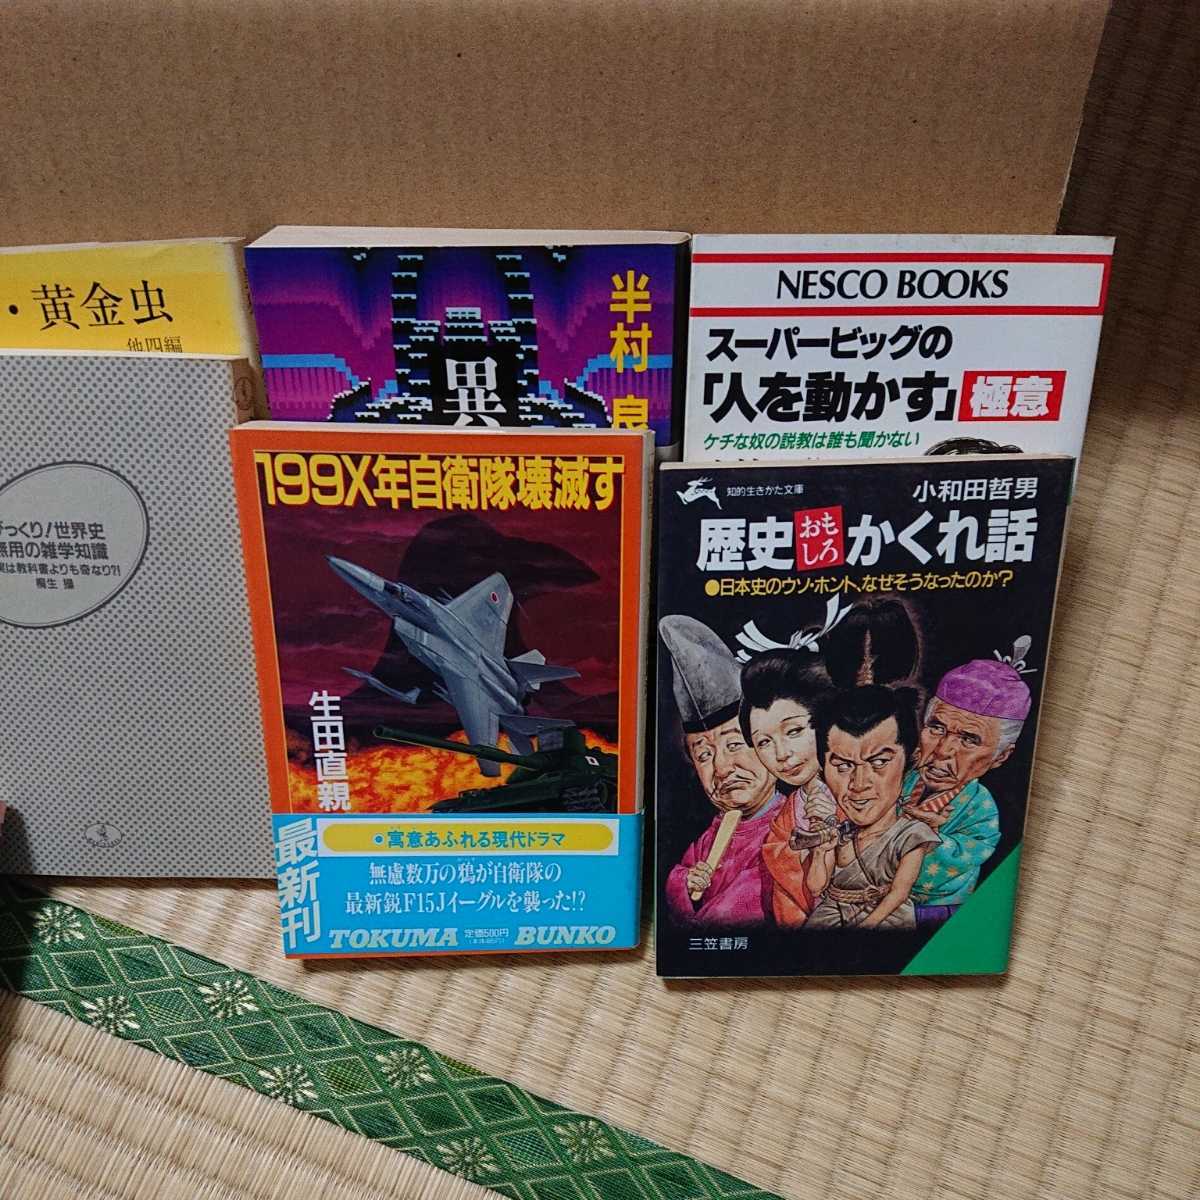 ・黄金虫
他四編
びっくり!世界史
無用の雑学知識
実は教科書よりも奇なり?!
桐生 操
半村 良
異
NESCO BOOKS
スーパービッグの
「人を動かす」極意
ケチな奴の説教は誰も聞かない
199X年自衛隊壊滅す
生田直親
最新刊
・寓意あふれる現代ドラマ
無慮数万の鴉が自衛隊の
最新鋭F15Jイーグルを襲った!?
TOKUMA 定価500円 BUNKO
知的生きかた文庫
小和田哲男
歴史おもしろかくれ話
●日本史のウソ・ホント、なぜそうなったのか?
三笠書房